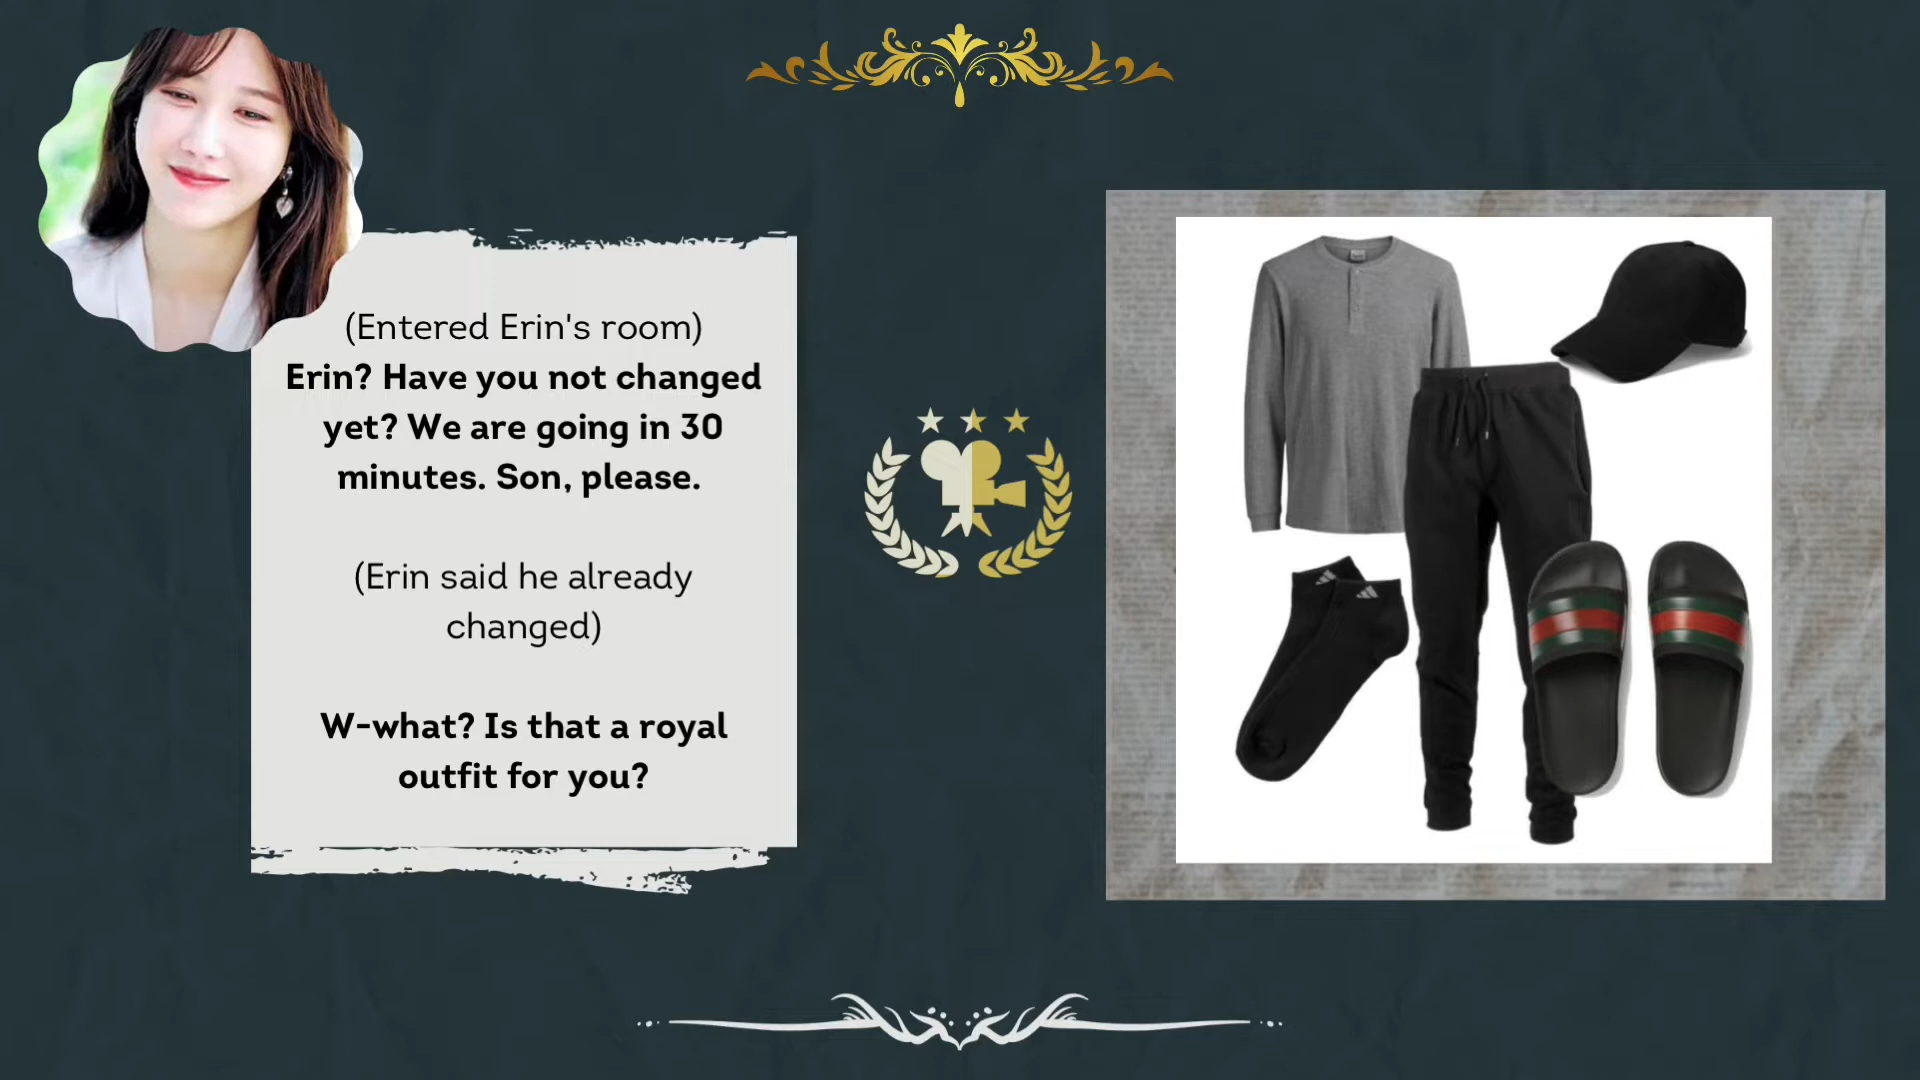 (Entered Erin's room)
Erin? Have you not changed
yet? We are going in 30
minutes. Son, please.
(Erin said he already
changed)
W-what? Is that a royal
outfit for you?